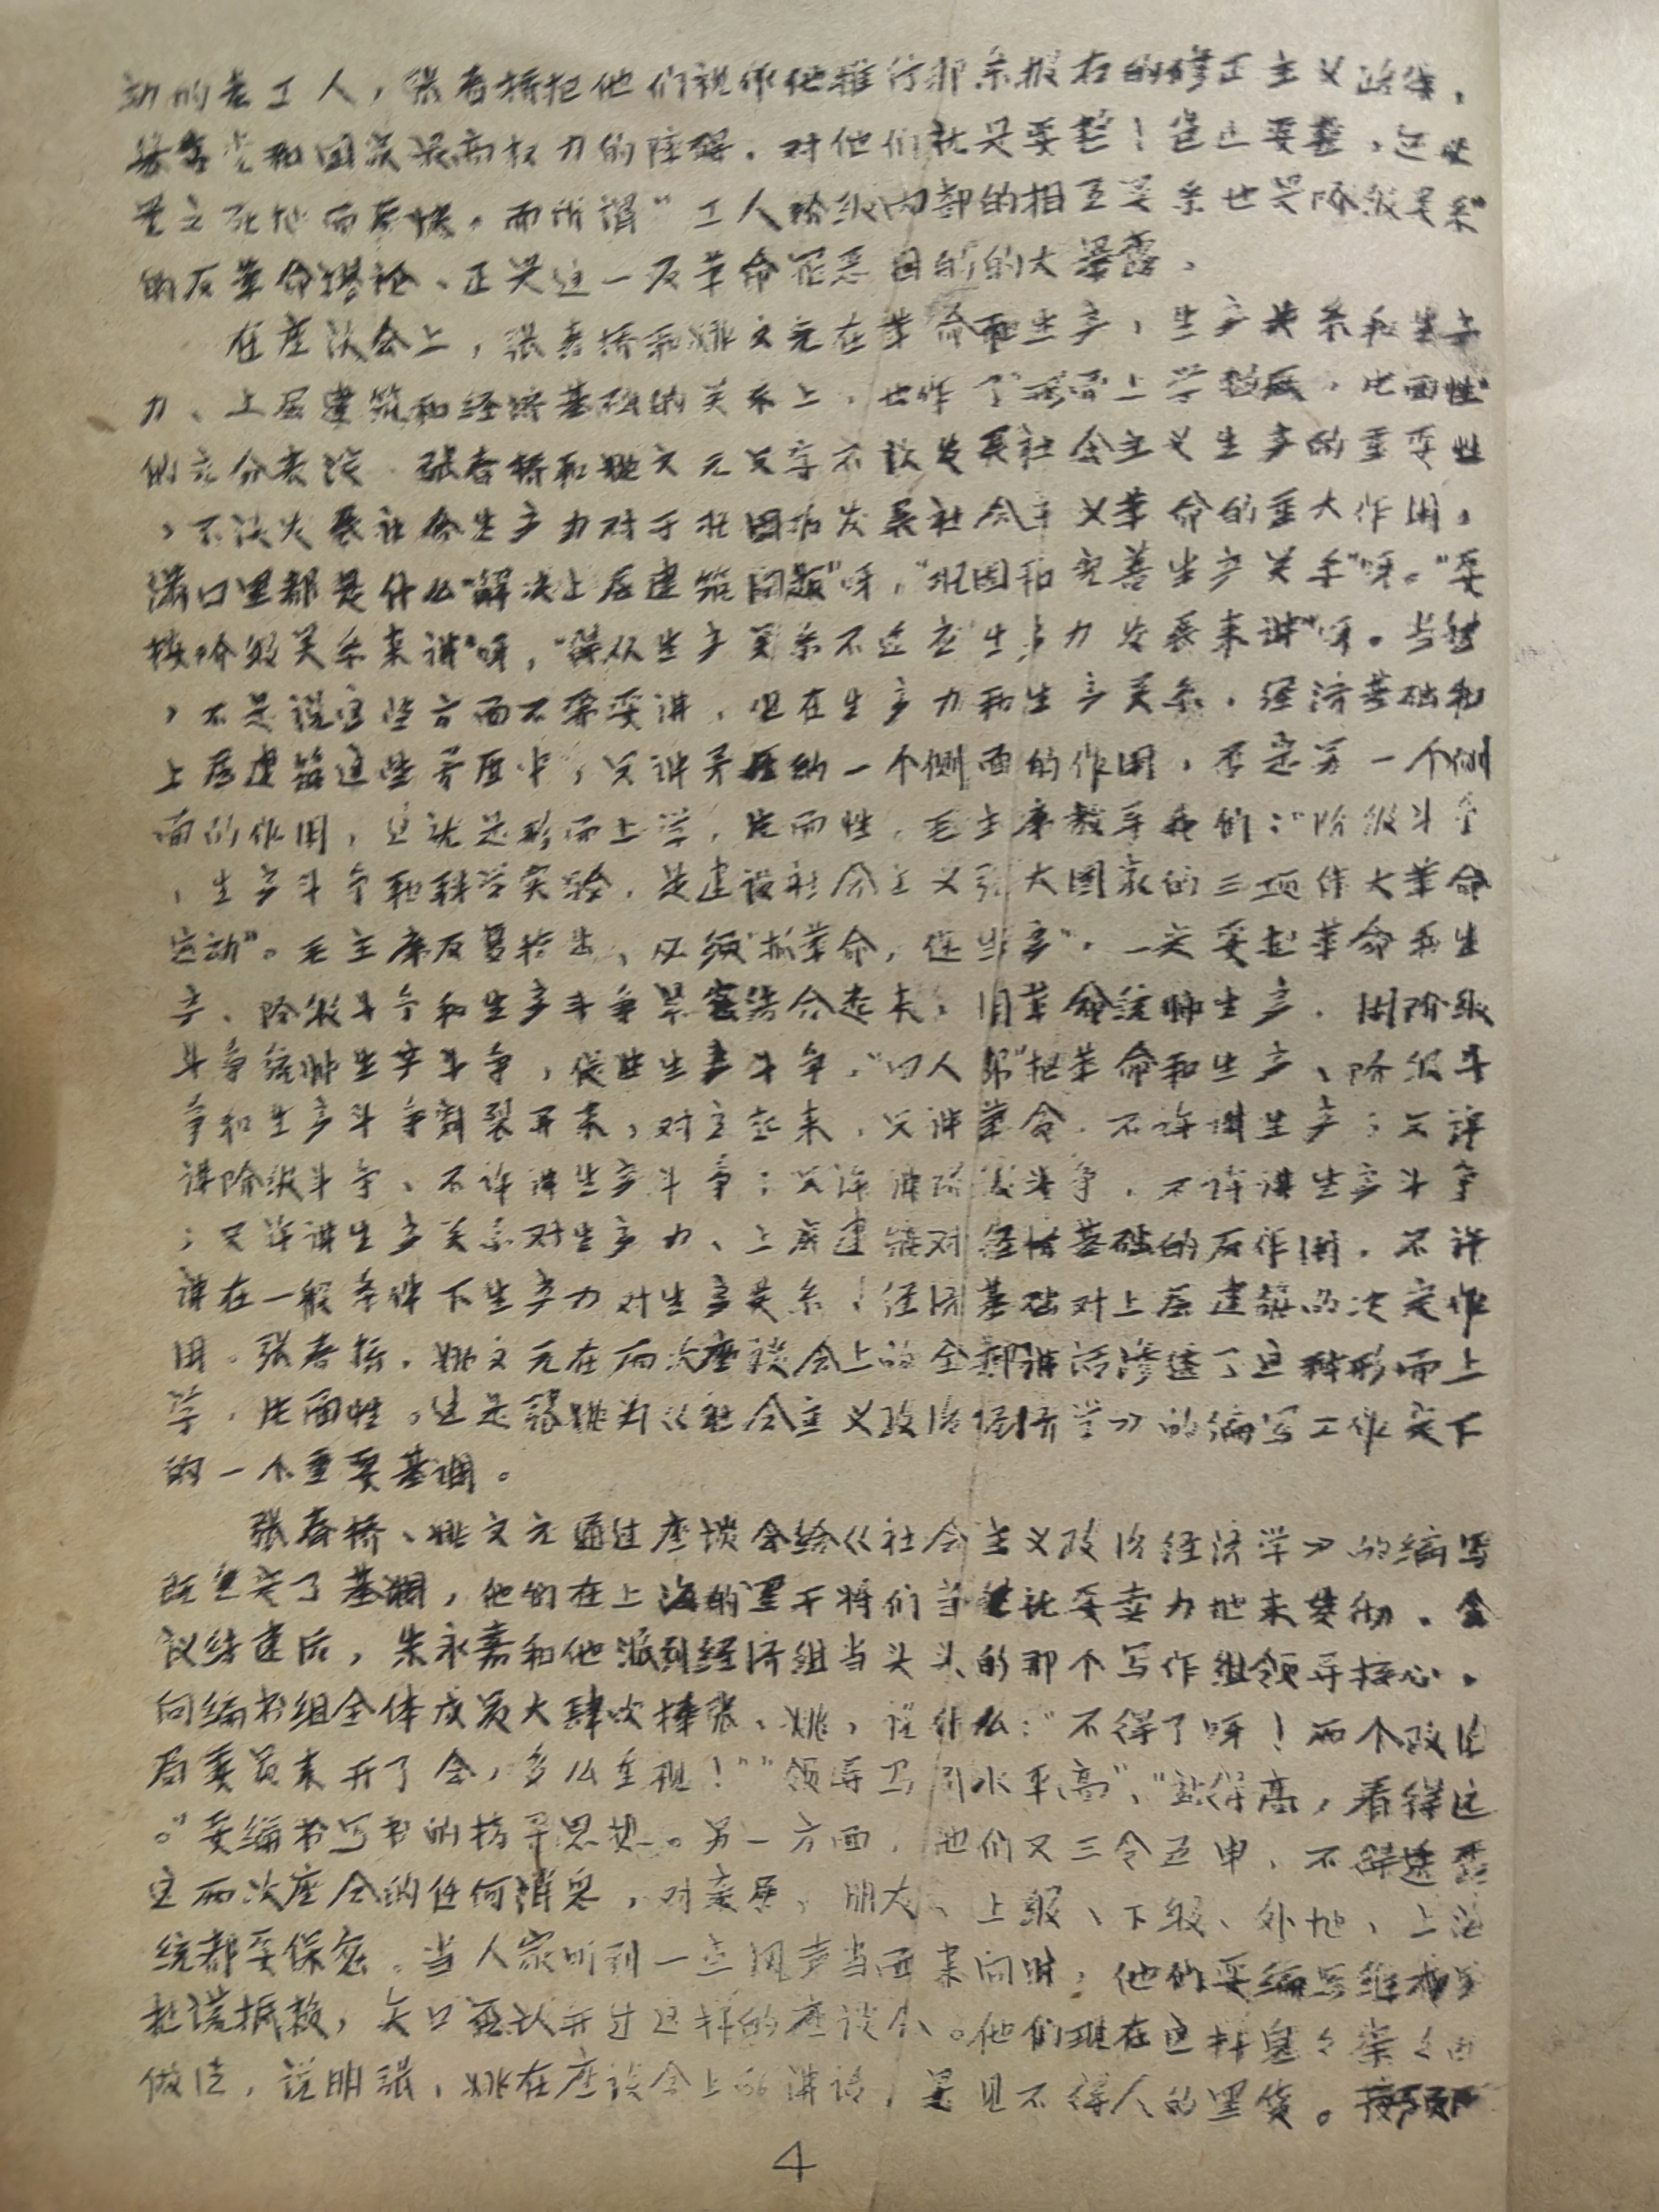 动的老工人，张春桥把他们视作他推行那条极右的修正主义路线，
党和国家最高权力的障碍，对他们就是要整！
置之死地而后快。而所谓“工人阶级内部的相互关系也是阶级关系”
的反革命谬论、正是这一反革命罪恶目的的大暴露。
在座谈会上，张春桥和姚文元在革命和生产，生产关系和生产
力、上层建筑和经济基础的关系上，也作了形而上学，片面性
的充分表演 张春桥和姚文元只字不谈发展社会主义生产的重要性
，不谈发展社会生产力对于巩固和发展社会主义革命的重大作用，
满口里都是什么“解决上层建筑问题”呀，“巩固和完善生产关系”呀。“要
按阶级关系来讲”呀，“从生产关系不适应生产力发展来讲”呀。当然
，不是说这些方面不需要讲，但在生产力和生产关系，经济基础和
上层建筑这些矛盾中，只讲矛盾的一个侧面的作用，否定另一个侧
面的作用，这就是形而上学，片面性，毛主席教导我们：“阶级斗争
，生产斗争和科学实验，是建设社会主义强大国家的三项伟大革命
运动”。毛主席反复指出、必须“抓革命，促生产”，一定要把革命和生
产、阶级斗争和生产斗争紧密结合起来，用革命统帅生产，用阶级
斗争统帅生产斗争，促进生产斗争，“四人帮”把革命和生产、阶级斗
争和生产斗争割裂开来，对立起来，只讲革命，不许讲生产；只许
讲阶级斗争、不许讲生产斗争；只许讲阶级斗争，不许讲生产斗争
；只许讲生产关系对生产力、上层建筑对经济基础的反作用，不许
讲在一般条件下生产力对生产关系，经济基础对上层建筑的决定作
用。张春桥，姚文元在两次座谈会上的全部讲话渗透了这种形而上
学，片面性。这是张姚为《社会主义政治经济学》的编写工作定下
的一个重要基调。
张春桥、姚文元通过座谈会给《社会主义政治经济学》的编写
既已定了基调，他们在上海的黑干将们当然就要卖力地来贯彻。会
议结束后，朱永嘉和他派到经济组当头头的那个写作组领导核心，
向编书组全体成员大肆吹捧张、姚，说什么：“不得了呀！两个政治
局委员来开了会，多么重视！”“领导 水平高”、“站得高，看得远
。”要编书写书的指导思想。另一方面，他们又三令五申，不得透露
这两次座会的任何消息，对亲属，朋友、上级、下级、外地、上海
统都要保密。当人家听到一点风声当面来问时，他们要编写组
扯谎抵赖，矢口否认开过这样的座谈会。他们现在这样鬼々祟々的
做法，说明张，姚在座谈会上的讲话，是见不得人的黑货。
4